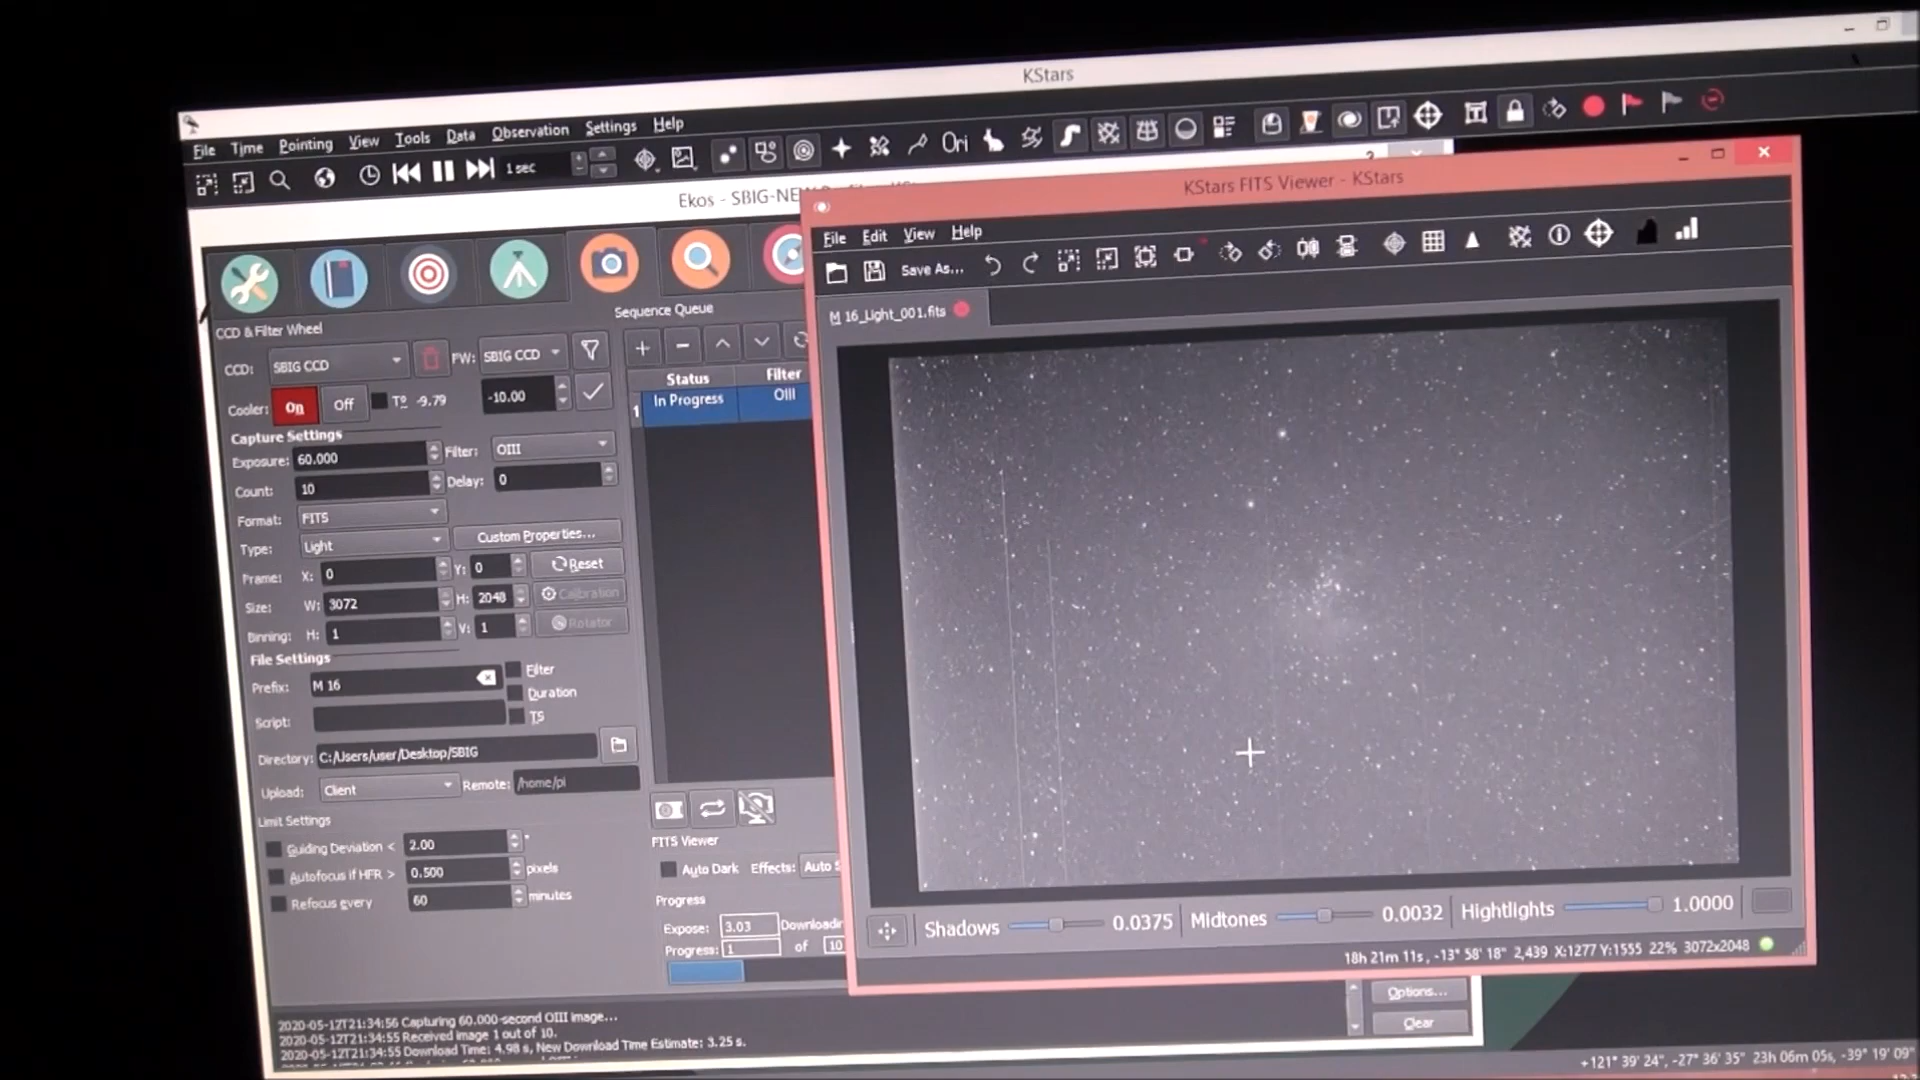 KStars
File Time Pointing View Tools Data Observation Settings Help
1 sec
Ori
Ekos - SBIG-NEW
KStars FITS Viewer - KStars
File Edit View Help
Save As...
M 16_Light_001.fits
CCD & Filter Wheel
CCD: SBIG CCD FW: SBIG CCD
Cooler: On Off Tº -9.79 -10.00
Capture Settings
Exposure: 60.000 Filter: OIII
Count: 10 Delay: 0
Format: FITS
Type: Light Custom Properties...
Frame: X: 0 Y: 0 Reset
Size: W: 3072 H: 2048 Calibration
Binning: H: 1 V: 1 Rotator
File Settings
Prefix: M 16 Filter
Duration
Script: TS
Directory: C:/Users/user/Desktop/SBIG
Upload: Client Remote: /home/pi
Limit Settings
Guiding Deviation < 2.00 "
Autofocus if HFR > 0.500 pixels
Refocus every 60 minutes
Sequence Queue
Status Filter
1 In Progress OIII
FITS Viewer
Auto Dark Effects: Auto
Progress
Expose: 3.03 Downloadin
Progress: 1 of 10
Shadows 0.0375 Midtones 0.0032 Hightlights 1.0000
18h 21m 11s, -13° 58' 18" 2,439 X:1277 Y:1555 22% 3072x2048
Options...
Clear
2020-05-12T21:34:56 Capturing 60.000-second OIII image...
2020-05-12T21:34:55 Received image 1 out of 10.
2020-05-12T21:34:55 Download Time: 4.98 s, New Download Time Estimate: 3.25 s.
+121° 39' 24", -27° 36' 35" 23h 06m 05s, -39° 19' 09"